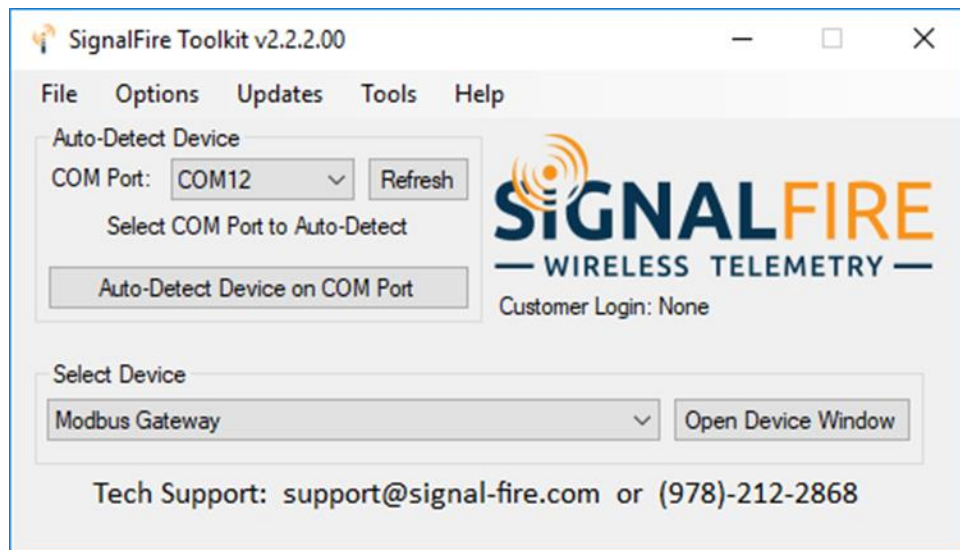 SignalFire Toolkit v2.2.2.00
File Options Updates Tools Help
Auto-Detect Device
COM Port: COM12 Refresh
Select COM Port to Auto-Detect
Auto-Detect Device on COM Port
SIGNALFIRE
WIRELESS TELEMETRY
Customer Login: None
Select Device
Modbus Gateway Open Device Window
Tech Support: support@signal-fire.com or (978)-212-2868